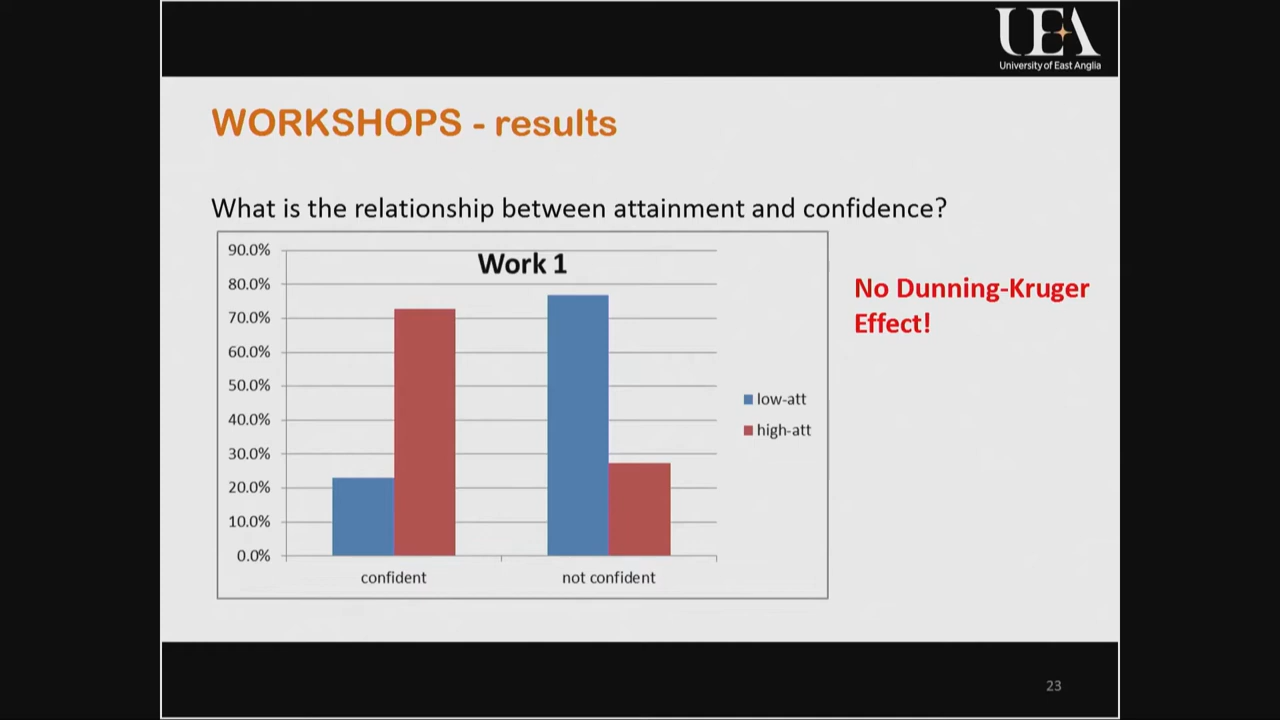 UEA
University of East Anglia
WORKSHOPS - results
What is the relationship between attainment and confidence?
Work 1
90.0%
80.0%
70.0%
60.0%
50.0%
40.0%
30.0%
20.0%
10.0%
0.0%
confident
not confident
low-att
high-att
No Dunning-Kruger
Effect!
23